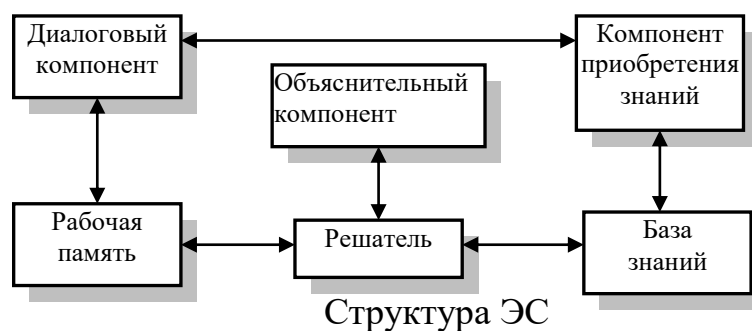 Диалоговый
компонент
Компонент
приобретения
знаний
Объяснительный
компонент
Рабочая
память
Решатель
База
знаний
Структура ЭС